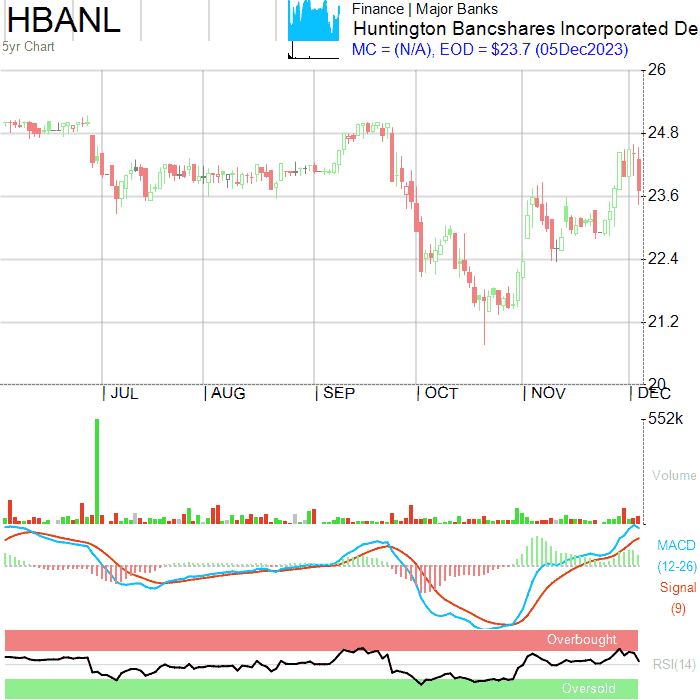 HBANL
5yr Chart
Finance | Major Banks
Huntington Bancshares Incorporated De
MC = (N/A), EOD = $23.7 (05Dec2023)
26
24.8
23.6
22.4
21.2
20
| JUL | AUG | SEP | OCT | NOV | DEC
552k
Volume
MACD
(12-26)
Signal
(9)
Overbought
RSI(14)
Oversold